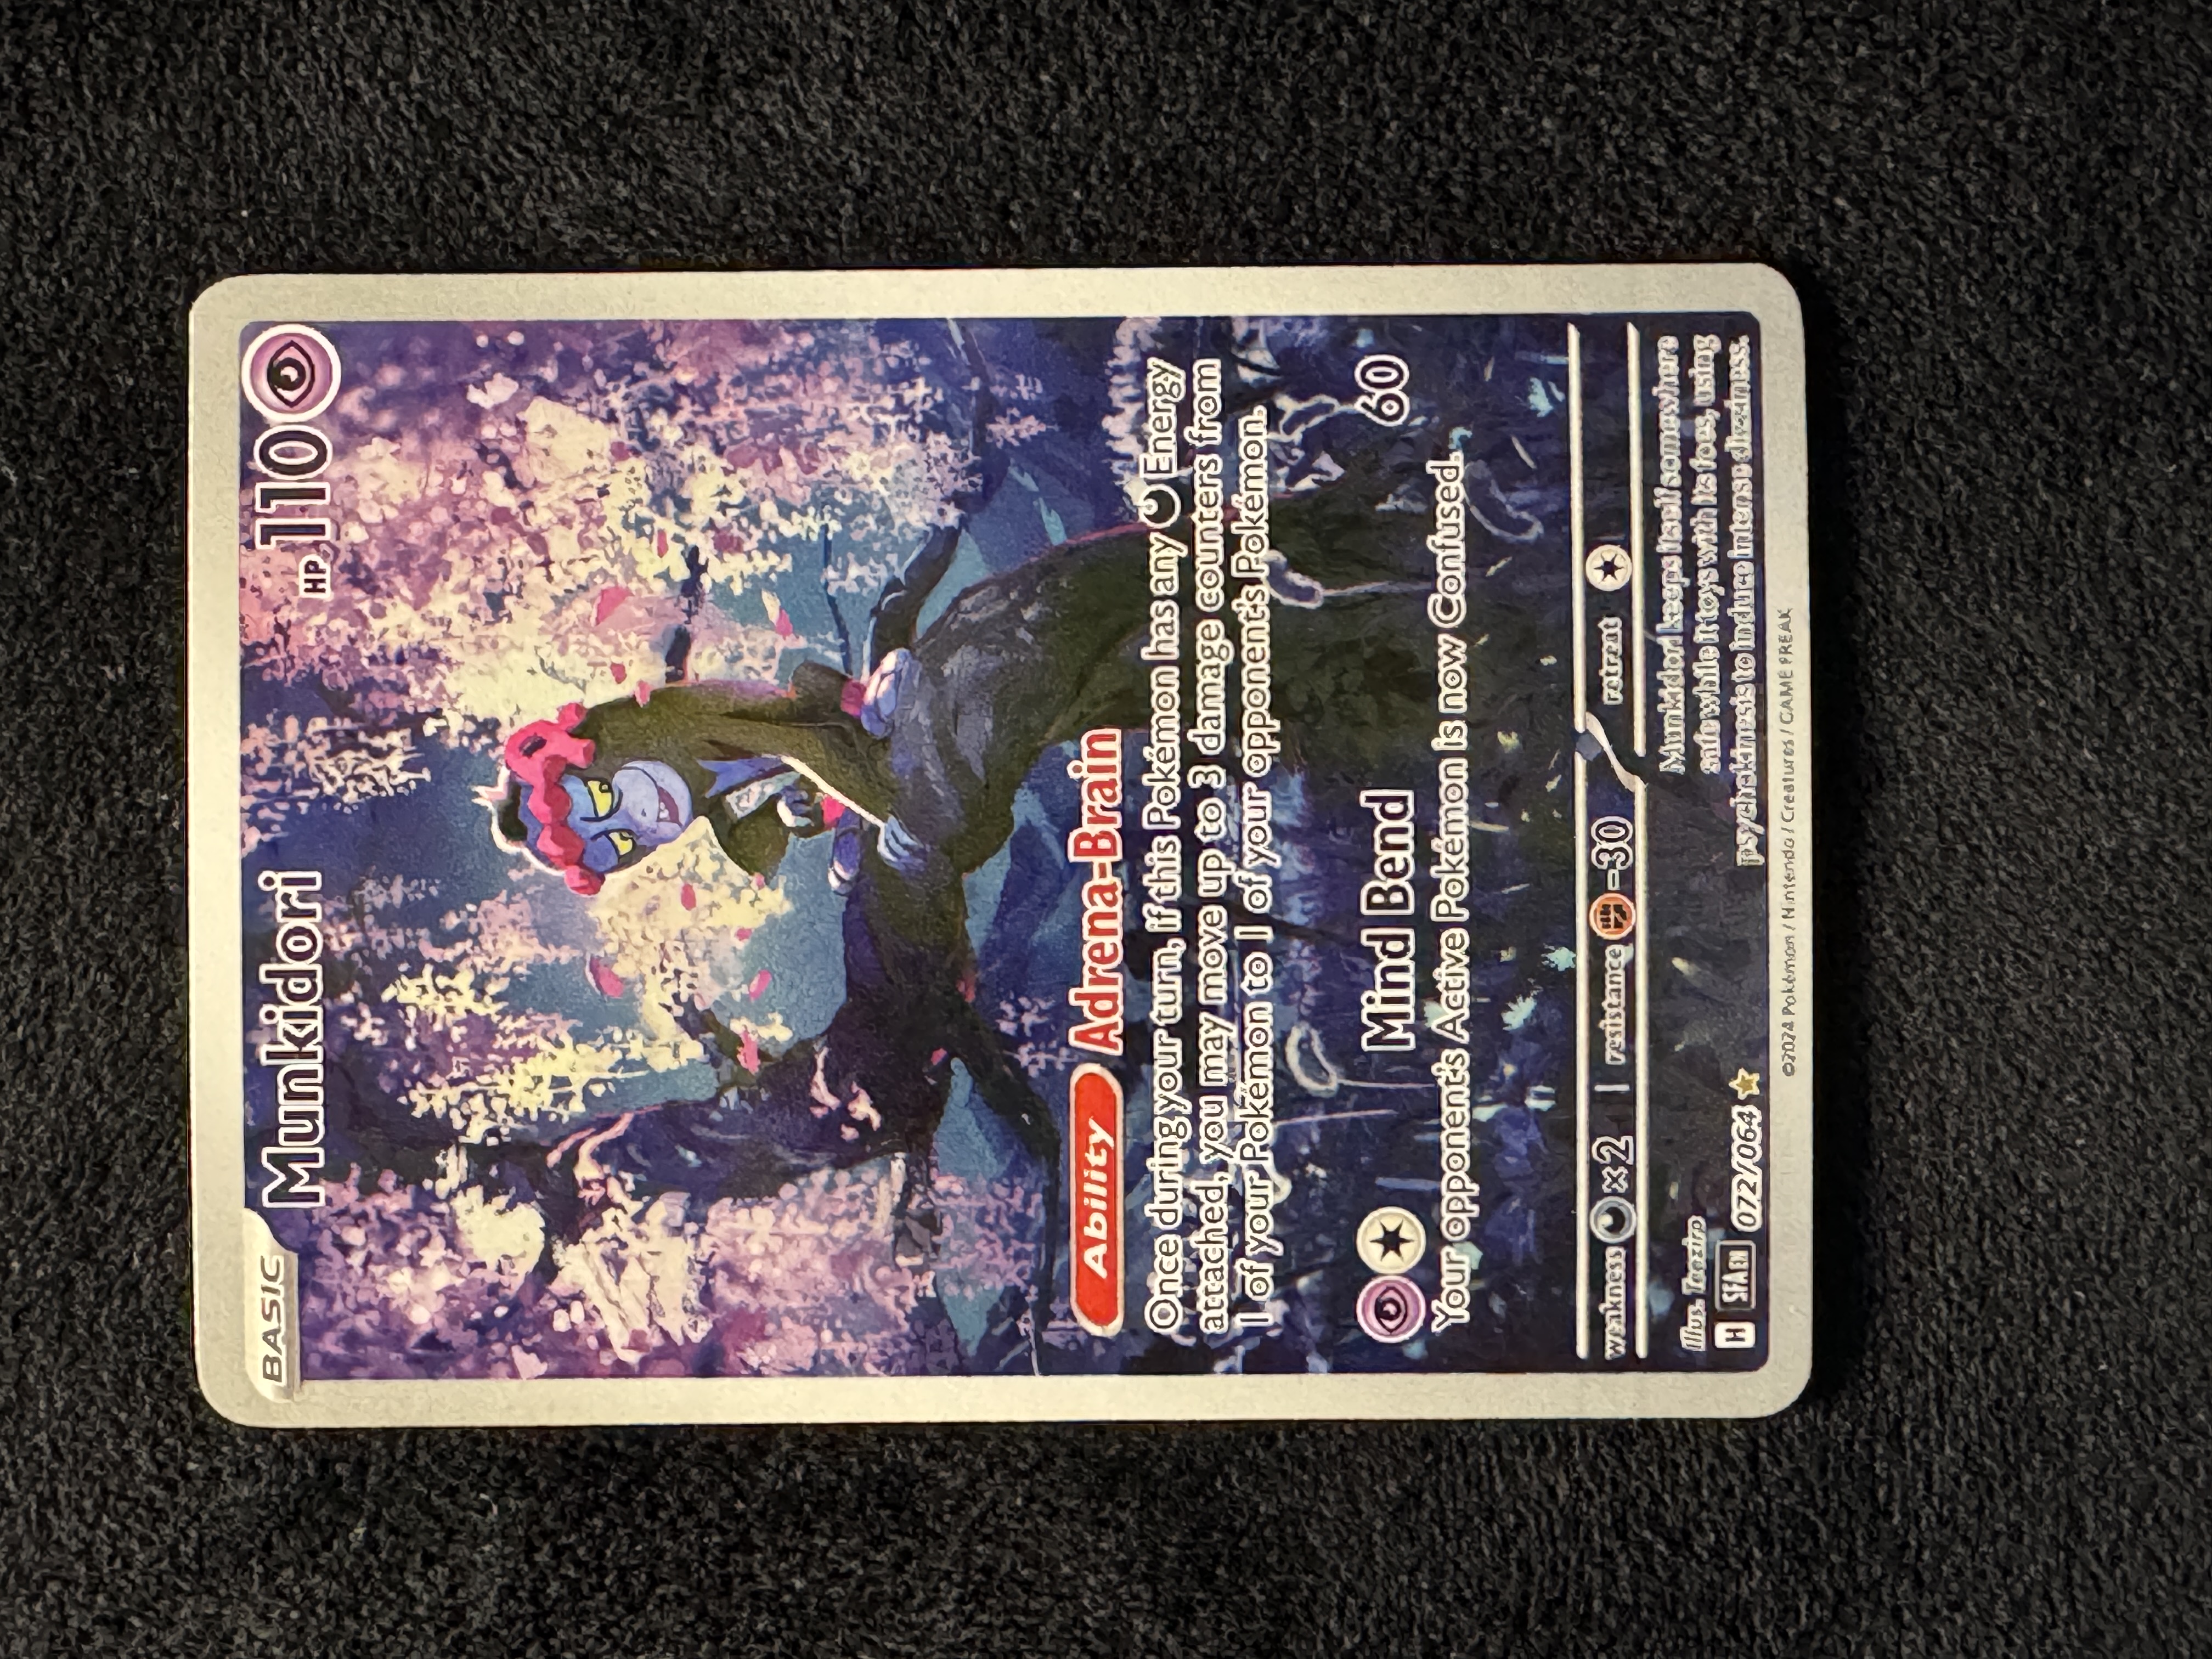 BASIC
Munkidori
HP 110
Ability Adrena-Brain
Once during your turn, if this Pokémon has any Energy
attached, you may move up to 3 damage counters from
1 of your Pokémon to 1 of your opponent's Pokémon.
Mind Bend 60
Your opponent's Active Pokémon is now Confused.
weakness ×2 | resistance -30 retreat
Illus. Taeziro
Munkidori keeps itself somewhere
safe while it toys with its foes, using
psychokinesis to induce intense dizziness.
H SFA EN 072/064
©2024 Pokémon / Nintendo / Creatures / GAME FREAK